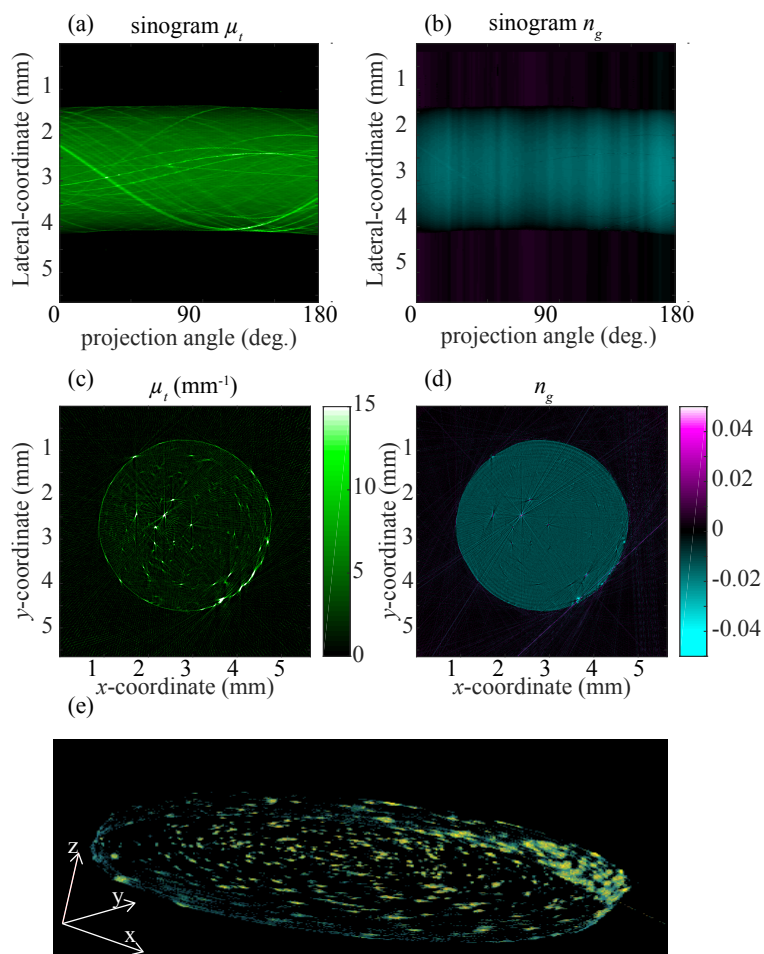 (a) (b)
sinogram μt sinogram ng
Lateral-coordinate (mm)
1
2
3
4
5
0 90 180
projection angle (deg.)
1
2
3
4
5
0 90 180
projection angle (deg.)
(c) (d)
μt (mm-1) ng
y-coordinate (mm)
1
2
3
4
5
1 2 3 4 5
x-coordinate (mm)
15
10
5
0
y-coordinate (mm)
1
2
3
4
5
1 2 3 4 5
x-coordinate (mm)
0.04
0.02
0
-0.02
-0.04
(e)
z
y
x